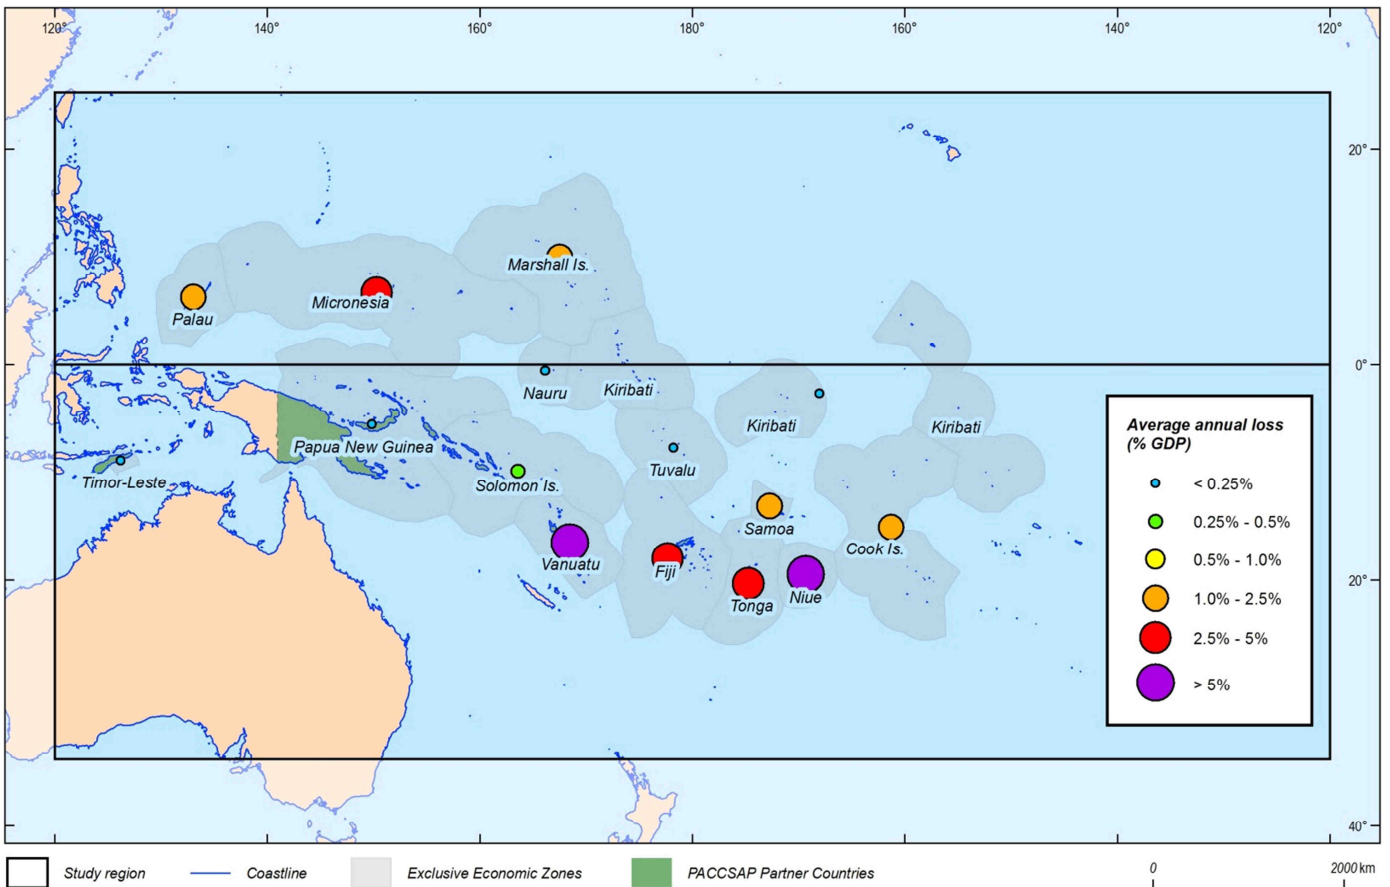 120° 140° 160° 180° 160° 140° 120°
20°
Marshall Is.
Micronesia
Palau
0°
Nauru
Kiribati
Kiribati
Kiribati
Papua New Guinea
Tuvalu
Timor-Leste
Solomon Is.
Samoa
Cook Is.
Vanuatu
Fiji
20°
Niue
Tonga
Average annual loss
(% GDP)
< 0.25%
0.25% - 0.5%
0.5% - 1.0%
1.0% - 2.5%
2.5% - 5%
> 5%
40°
Study region
Coastline
Exclusive Economic Zones
PACCSAP Partner Countries
0 2000 km